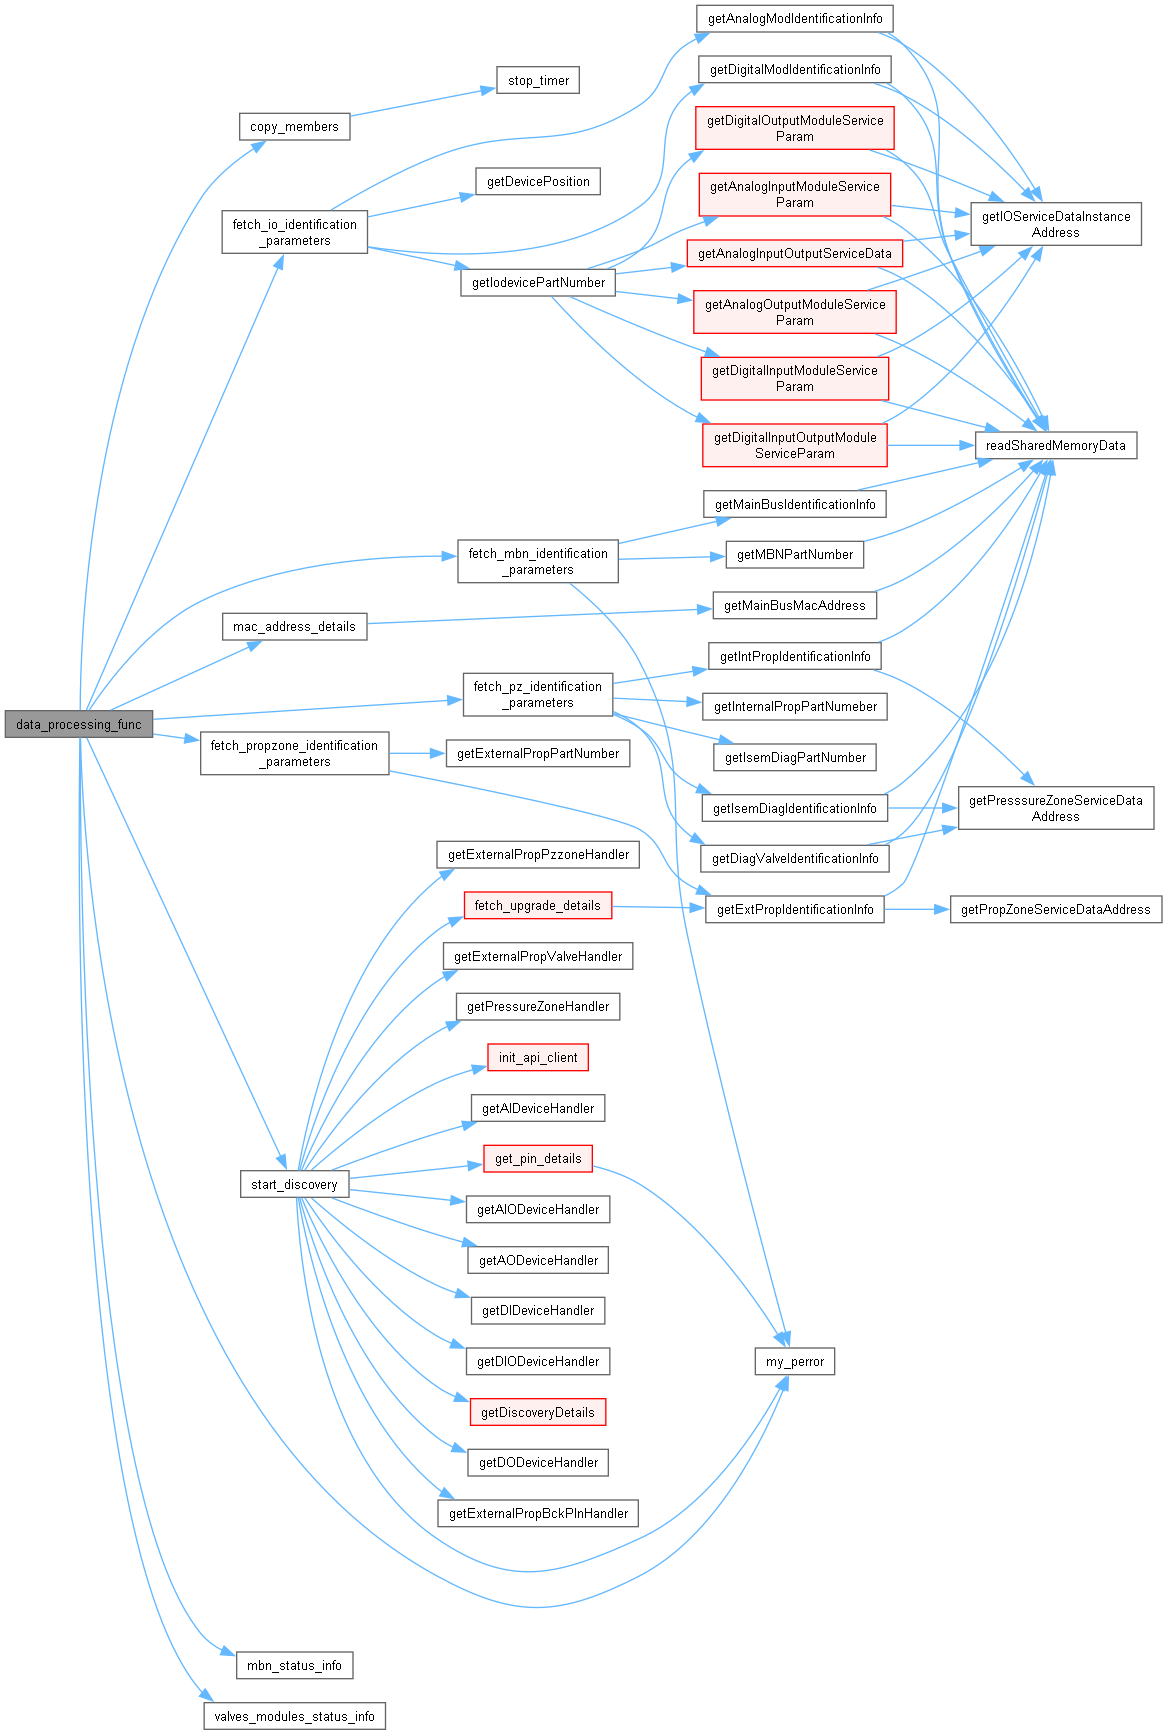 getAnalogModIdentificationInfo
getDigitalModIdentificationInfo
stop_timer
copy_members
getDigitalOutputModuleService
Param
getDevicePosition
getAnalogInputModuleService
Param
fetch_io_identification
_parameters
getIOServiceDataInstance
Address
getAnalogInputOutputServiceData
getIodevicePartNumber
getAnalogOutputModuleService
Param
getDigitalInputModuleService
Param
getDigitalInputOutputModule
ServiceParam
readSharedMemoryData
getMainBusIdentificationInfo
fetch_mbn_identification
_parameters
getMBNPartNumber
getMainBusMacAddress
mac_address_details
getIntPropIdentificationInfo
fetch_pz_identification
_parameters
getInternalPropPartNumeber
data_processing_func
fetch_propzone_identification
_parameters
getExternalPropPartNumber
getIsemDiagPartNumber
getIsemDiagIdentificationInfo
getPresssureZoneServiceData
Address
getExternalPropPzzoneHandler
getDiagValveIdentificationInfo
fetch_upgrade_details
getExtPropIdentificationInfo
getPropZoneServiceDataAddress
getExternalPropValveHandler
getPressureZoneHandler
init_api_client
getAIDeviceHandler
get_pin_details
start_discovery
getAIODeviceHandler
getAODeviceHandler
getDIDeviceHandler
getDIODeviceHandler
my_perror
getDiscoveryDetails
getDODeviceHandler
getExternalPropBckPlnHandler
mbn_status_info
valves_modules_status_info